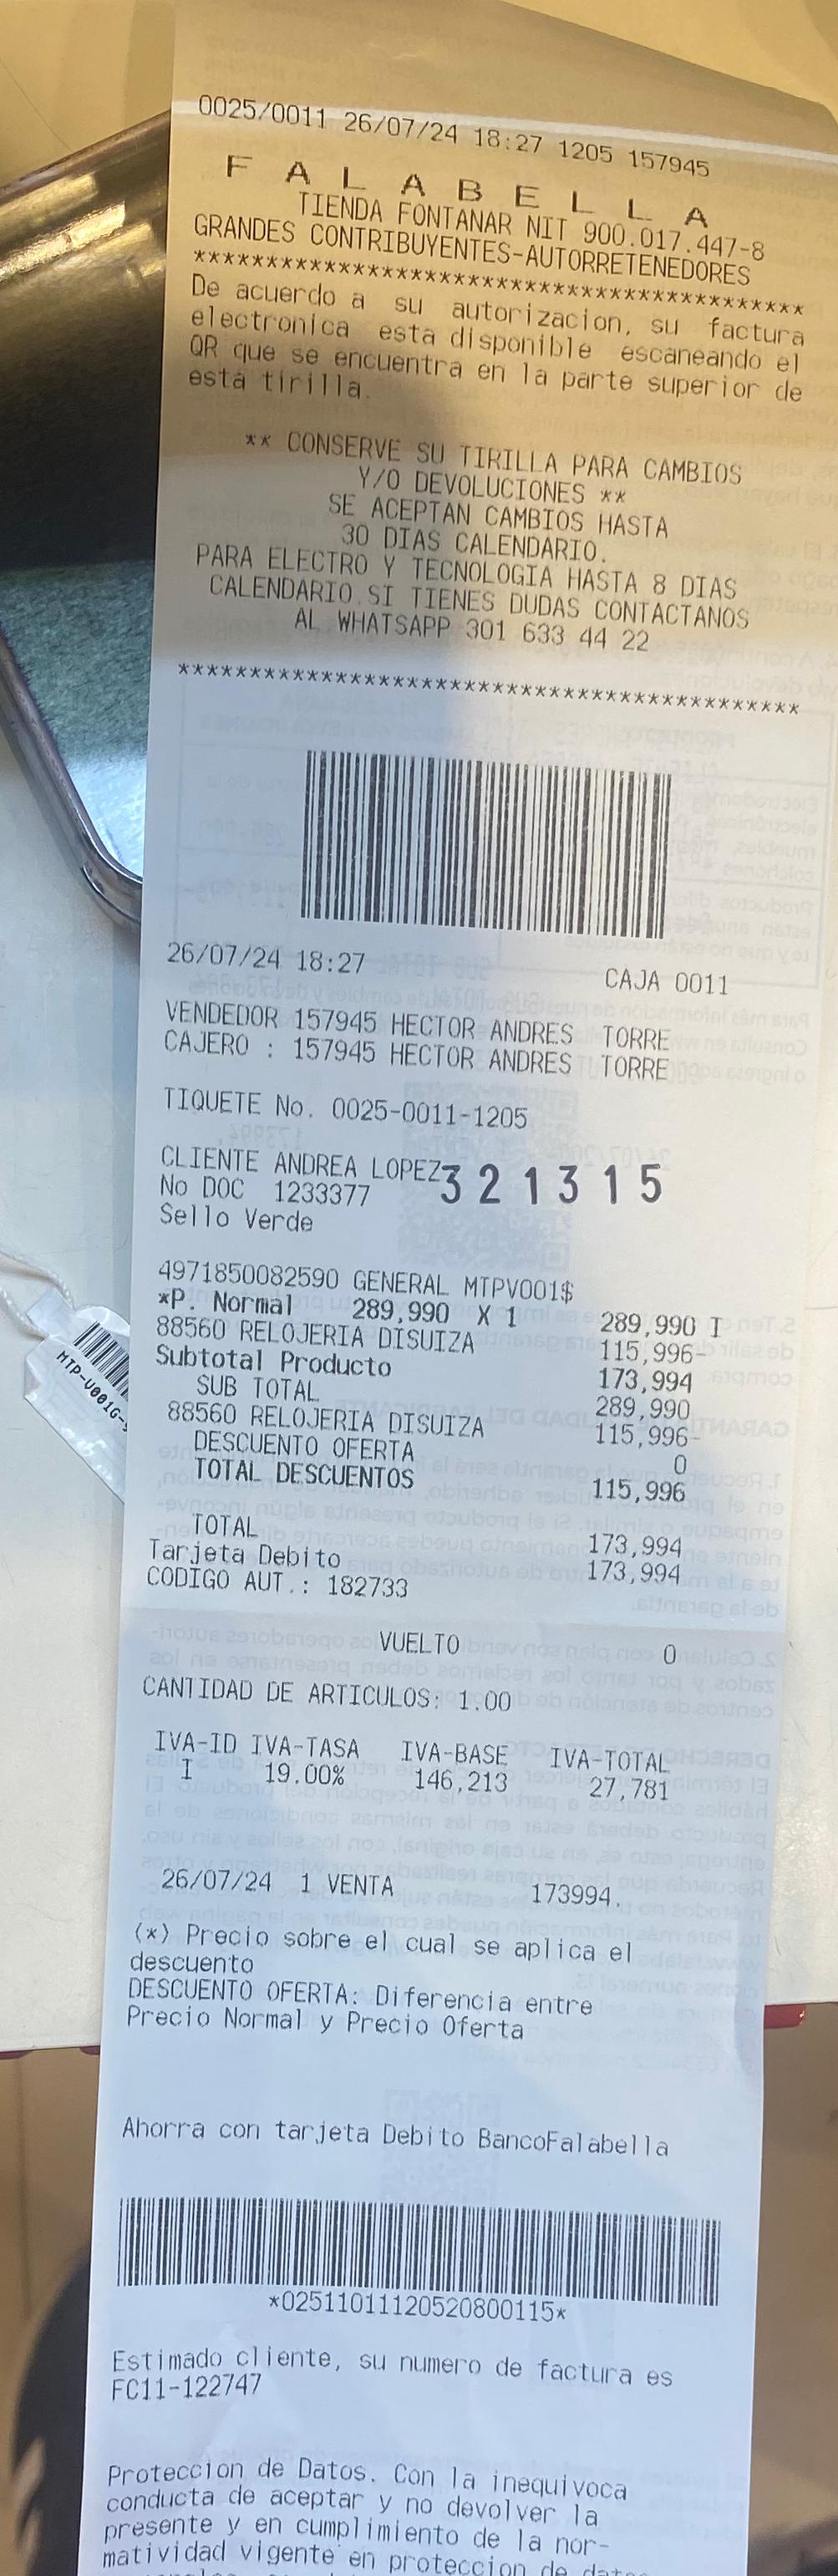 0025/0011 26/07/24 18:27 1205 157945
F A L A B E L L A
TIENDA FONTANAR NIT 900.017.447-8
GRANDES CONTRIBUYENTES-AUTORRETENEDORES
*******************************************
De acuerdo a su autorizacion, su factura
electronica esta disponible escaneando el
QR que se encuentra en la parte superior de
esta tirilla.
** CONSERVE SU TIRILLA PARA CAMBIOS
Y/O DEVOLUCIONES **
SE ACEPTAN CAMBIOS HASTA
30 DIAS CALENDARIO.
PARA ELECTRO Y TECNOLOGIA HASTA 8 DIAS
CALENDARIO.SI TIENES DUDAS CONTACTANOS
AL WHATSAPP 301 633 44 22
*******************************************
26/07/24 18:27 CAJA 0011
VENDEDOR 157945 HECTOR ANDRES TORRE
CAJERO : 157945 HECTOR ANDRES TORRE
TIQUETE No. 0025-0011-1205
CLIENTE ANDREA LOPEZ
321315
No DOC 1233377
Sello Verde
4971850082590 GENERAL MTPV001$
*P. Normal 289,990 X 1 289,990 I
88560 RELOJERIA DISUIZA 115,996-
Subtotal Producto 173,994
SUB TOTAL 289,990
88560 RELOJERIA DISUIZA 115,996-
DESCUENTO OFERTA 0
TOTAL DESCUENTOS 115,996
TOTAL 173,994
Tarjeta Debito 173,994
CODIGO AUT.: 182733
VUELTO 0
CANTIDAD DE ARTICULOS: 1.00
IVA-ID IVA-TASA IVA-BASE IVA-TOTAL
I 19.00% 146,213 27,781
26/07/24 1 VENTA 173994.
(*) Precio sobre el cual se aplica el
descuento
DESCUENTO OFERTA: Diferencia entre
Precio Normal y Precio Oferta
Ahorra con tarjeta Debito BancoFalabella
*02511011120520800115*
Estimado cliente, su numero de factura es
FC11-122747
Proteccion de Datos. Con la inequivoca
conducta de aceptar y no devolver la
presente y en cumplimiento de la nor-
matividad vigente en proteccion de datos
MTP-V001G-